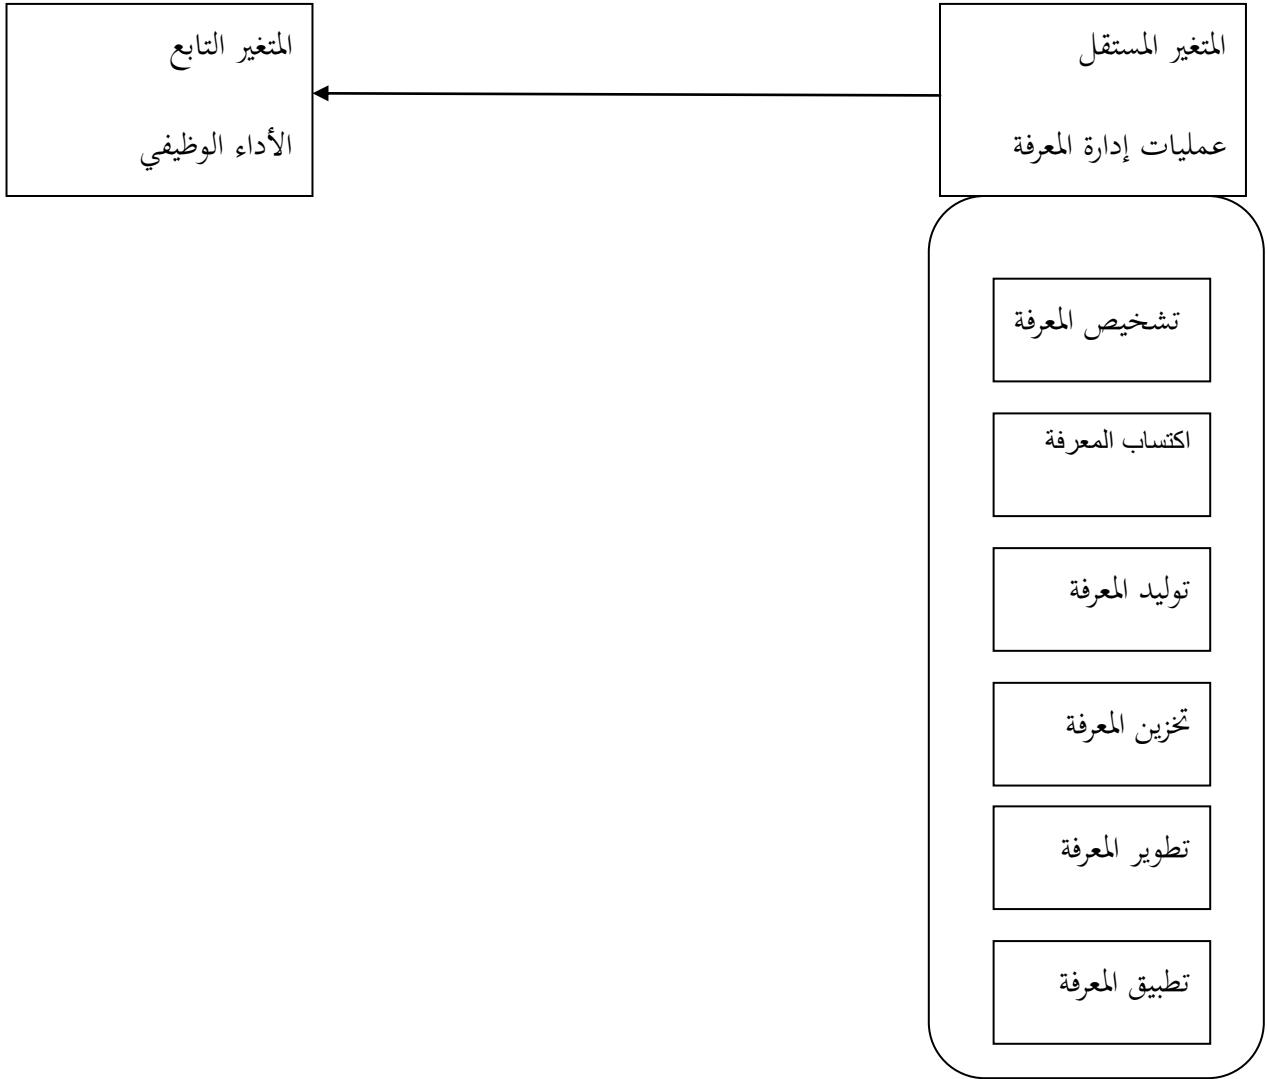 المتغير المستقل
عمليات إدارة المعرفة
المتغير التابع
الأداء الوظيفي
تشخيص المعرفة
اكتساب المعرفة
توليد المعرفة
تخزين المعرفة
تطوير المعرفة
تطبيق المعرفة